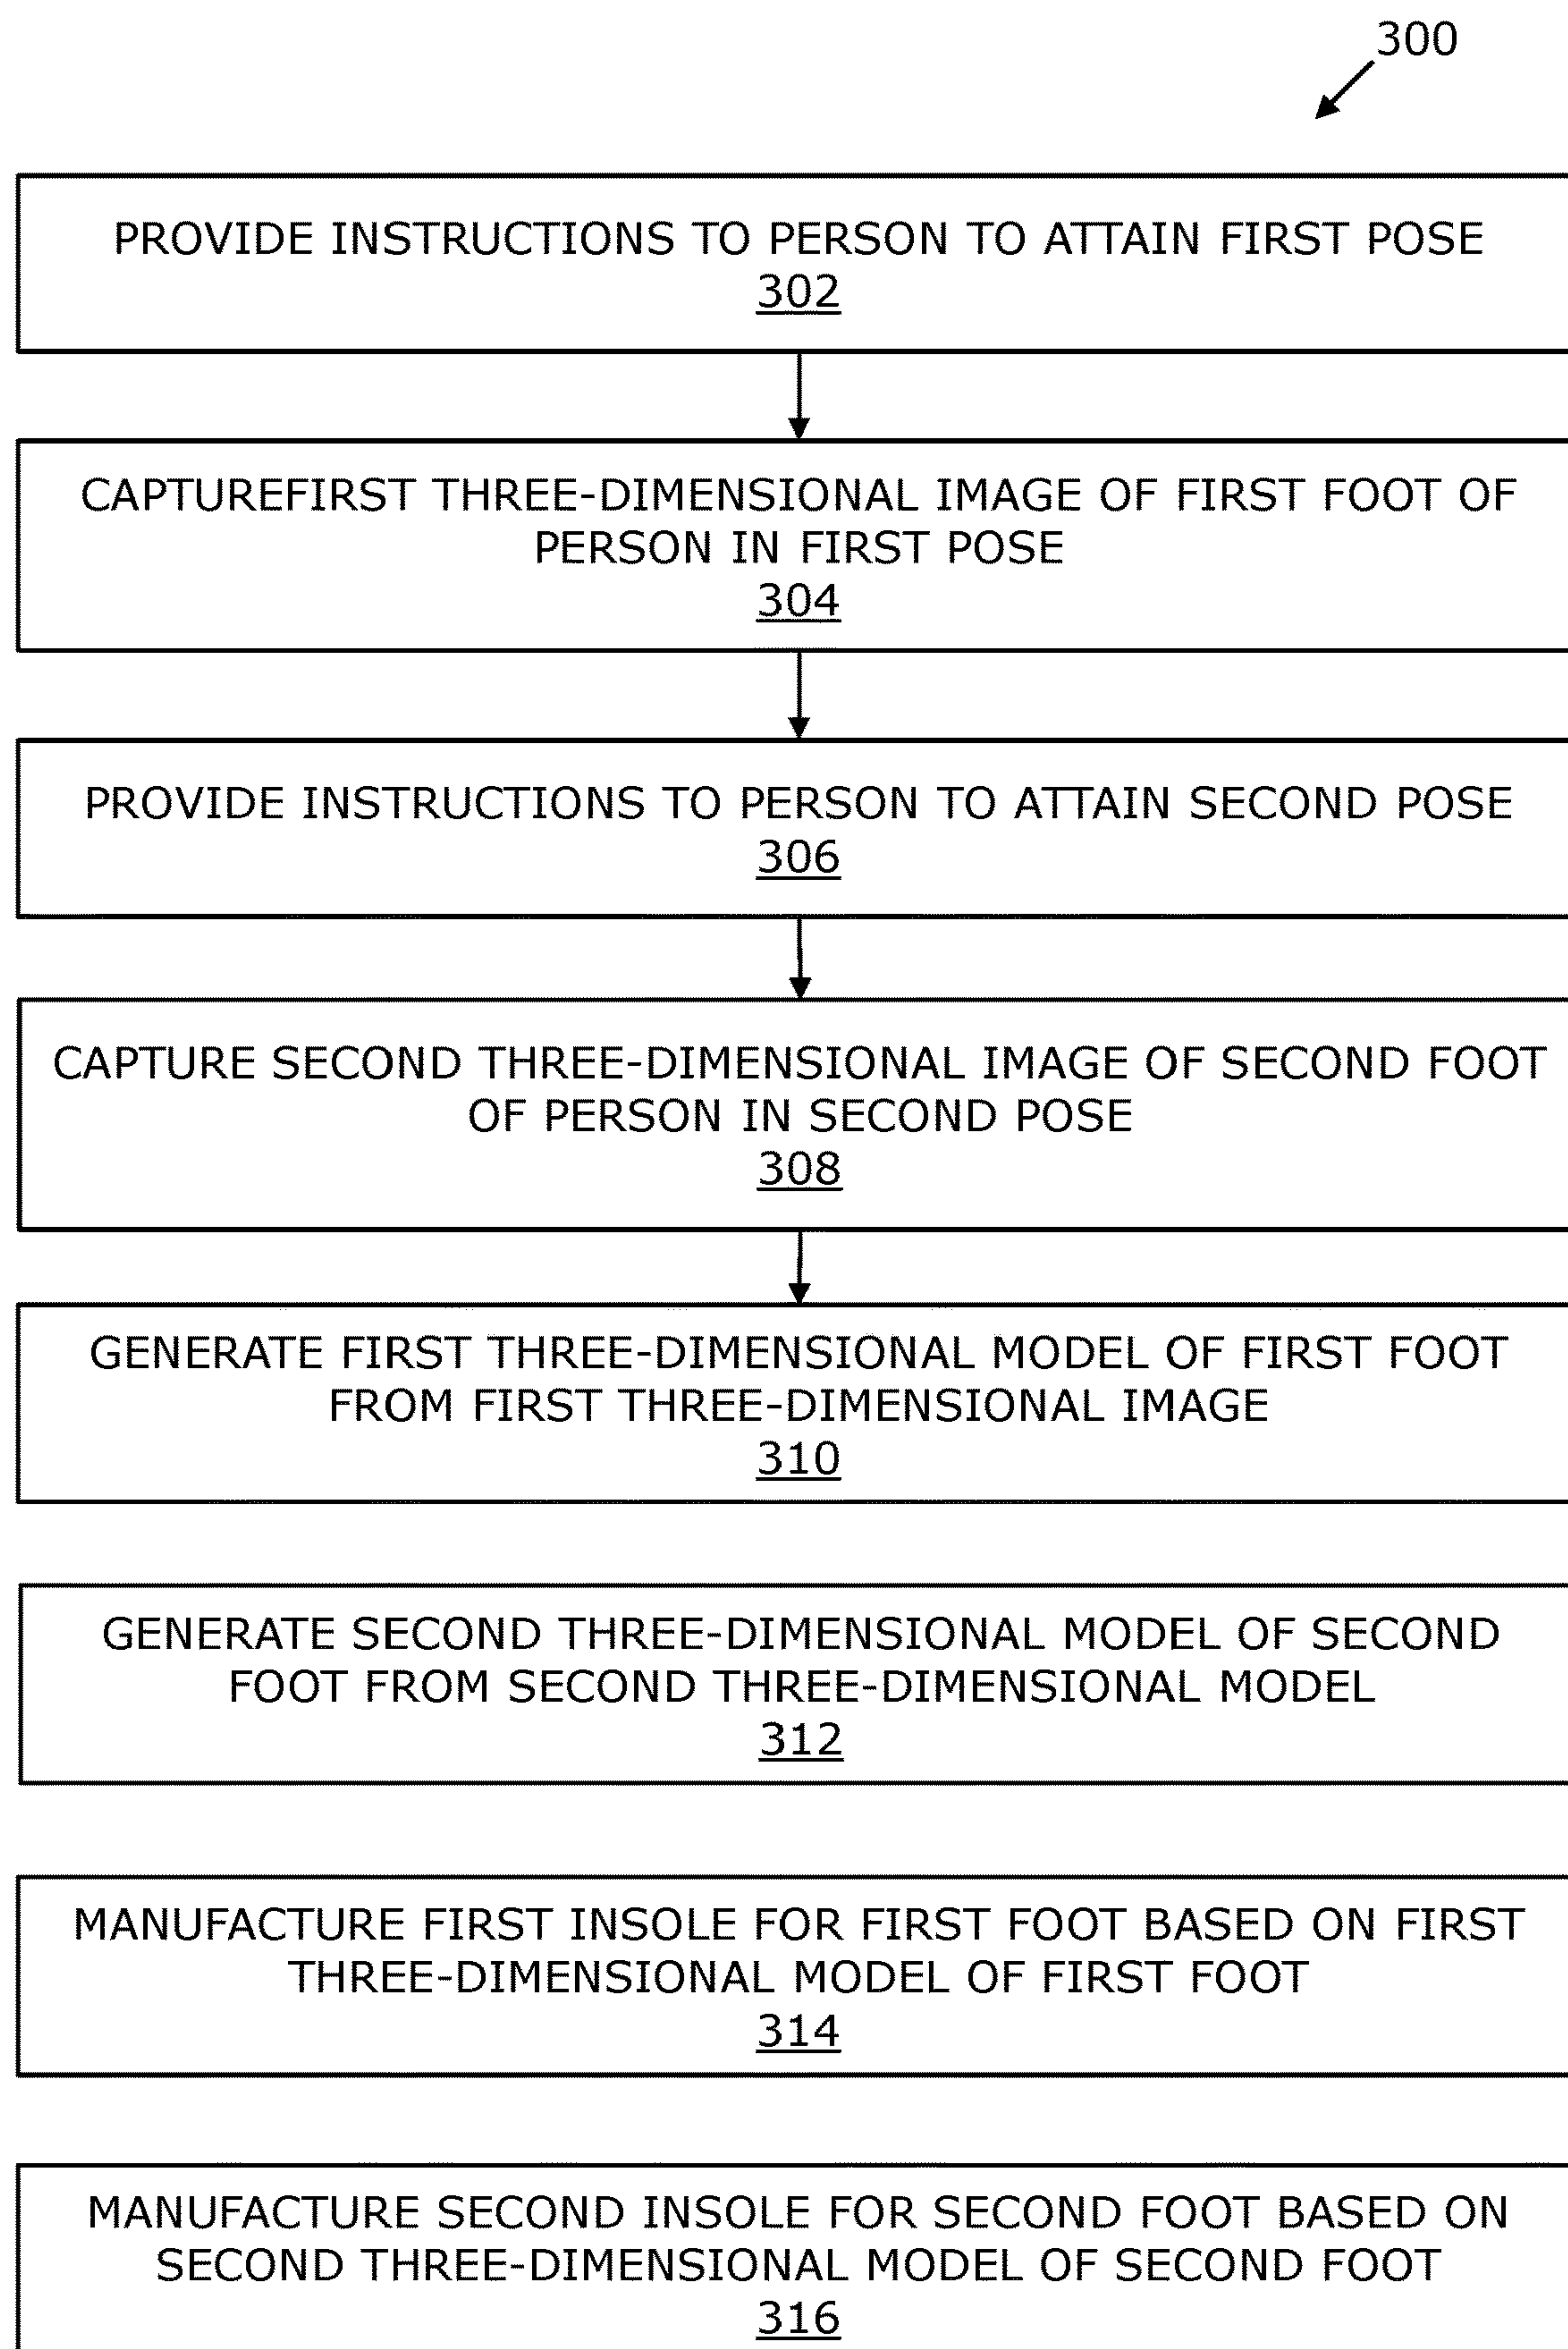 300
PROVIDE INSTRUCTIONS TO PERSON TO ATTAIN FIRST POSE
302
CAPTUREFIRST THREE-DIMENSIONAL IMAGE OF FIRST FOOT OF
PERSON IN FIRST POSE
304
PROVIDE INSTRUCTIONS TO PERSON TO ATTAIN SECOND POSE
306
CAPTURE SECOND THREE-DIMENSIONAL IMAGE OF SECOND FOOT
OF PERSON IN SECOND POSE
308
GENERATE FIRST THREE-DIMENSIONAL MODEL OF FIRST FOOT
FROM FIRST THREE-DIMENSIONAL IMAGE
310
GENERATE SECOND THREE-DIMENSIONAL MODEL OF SECOND
FOOT FROM SECOND THREE-DIMENSIONAL MODEL
312
MANUFACTURE FIRST INSOLE FOR FIRST FOOT BASED ON FIRST
THREE-DIMENSIONAL MODEL OF FIRST FOOT
314
MANUFACTURE SECOND INSOLE FOR SECOND FOOT BASED ON
SECOND THREE-DIMENSIONAL MODEL OF SECOND FOOT
316